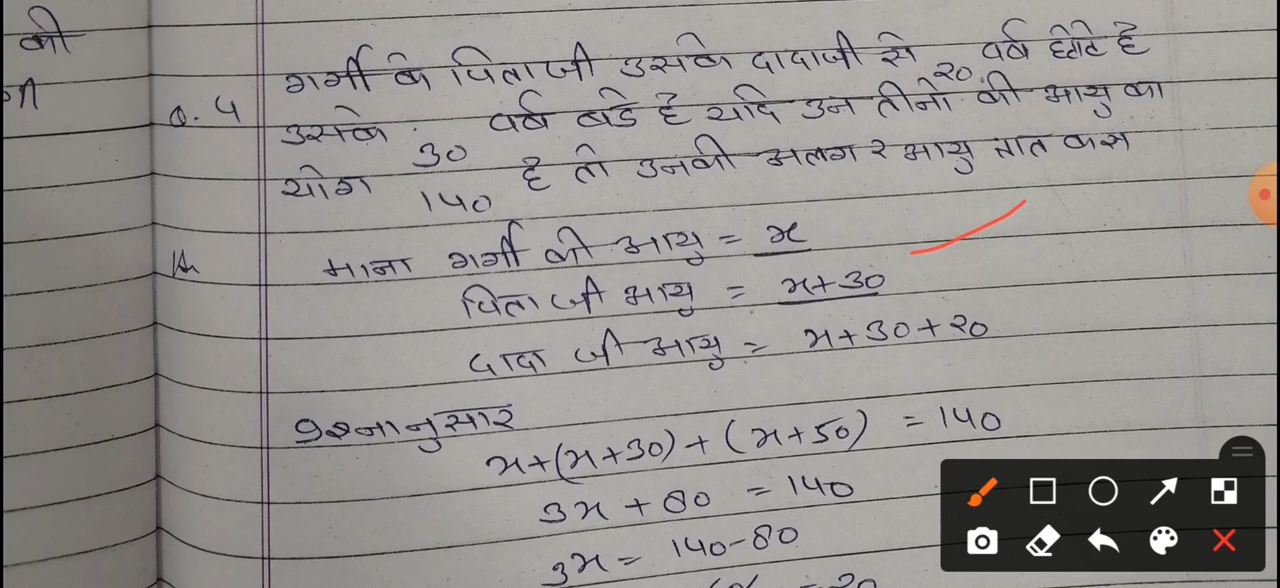 की
गर्गी के पिताजी उसके दादाजी से 20 वर्ष छोटे है
Q. 4 उसके 30 वर्ष बडे है यदि उन तीनो की आयु का
योग 140 है तो उनकी अलग २ आयु ज्ञात करो
माना गर्गी की आयु = x
पिता जी आयु = x+30
दादा जी आयु = x+30+20
प्रश्नानुसार
x+(x+30)+(x+50) = 140
3x + 80 = 140
3x = 140-80